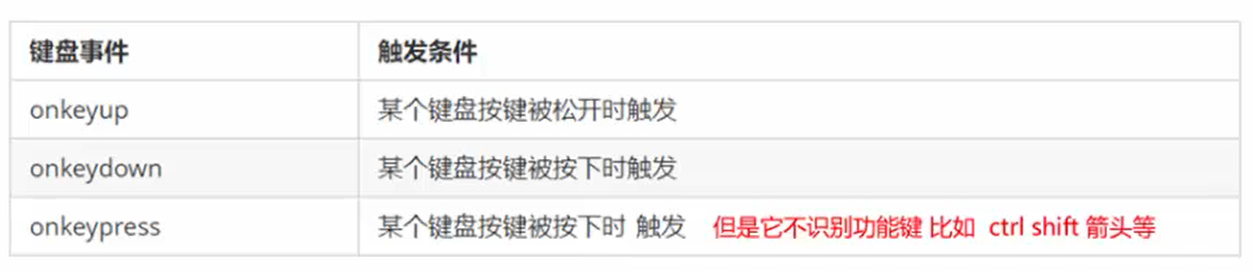 键盘事件 触发条件
onkeyup 某个键盘按键被松开时触发
onkeydown 某个键盘按键被按下时触发
onkeypress 某个键盘按键被按下时 触发 但是它不识别功能键 比如 ctrl shift 箭头等